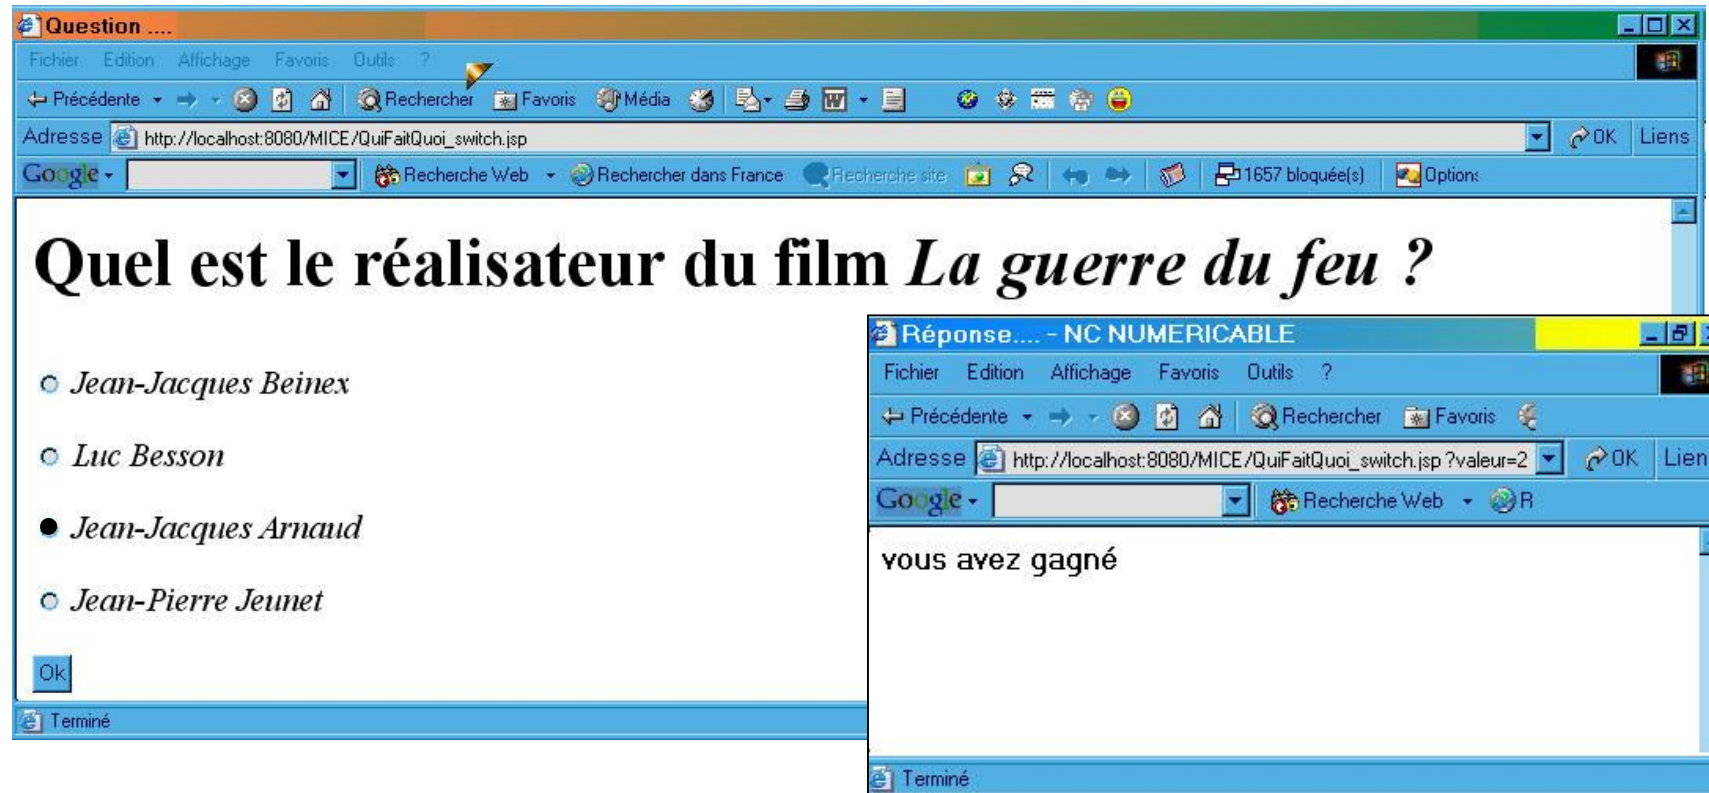 Question ....
Fichier Edition Affichage Favoris Outils ?
Précédente Rechercher Favoris Média
Adresse http://localhost:8080/MICE/QuiFaitQuoi_switch.jsp OK Liens
Google Recherche Web Rechercher dans France Recherche site 1657 bloquée(s) Options
Quel est le réalisateur du film La guerre du feu ?
Jean-Jacques Beinex
Luc Besson
Jean-Jacques Arnaud
Jean-Pierre Jeunet
Ok
Terminé
Réponse.... - NC NUMERICABLE
Fichier Edition Affichage Favoris Outils ?
Précédente Rechercher Favoris
Adresse http://localhost:8080/MICE/QuiFaitQuoi_switch.jsp ?valeur=2 OK Lien
Google Recherche Web R
vous avez gagné
Terminé